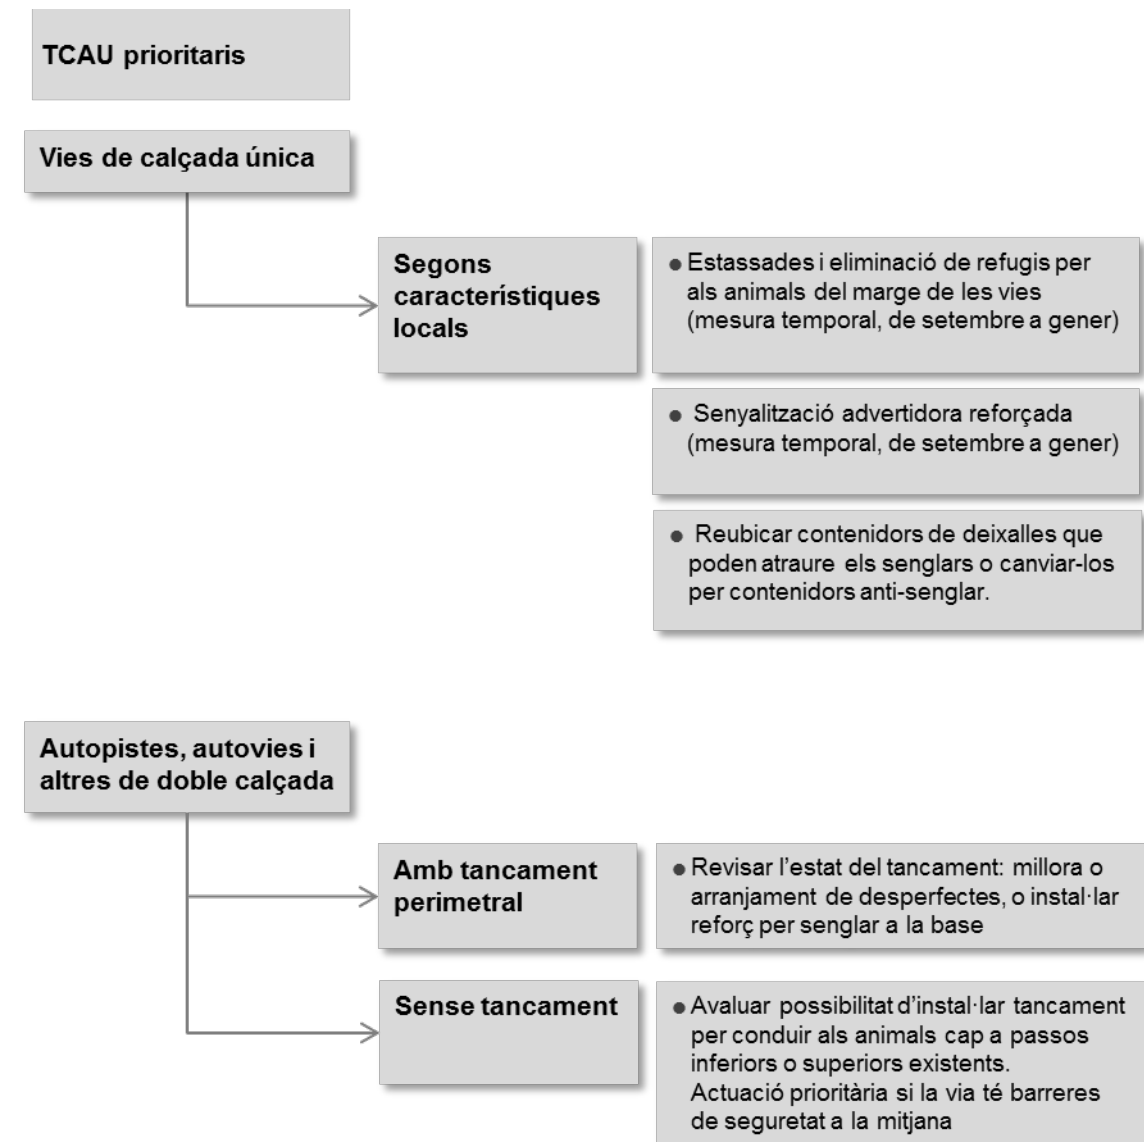 TCAU prioritaris
Vies de calçada única
Segons
característiques
locals
● Estassades i eliminació de refugis per
als animals del marge de les vies
(mesura temporal, de setembre a gener)
● Senyalització advertidora reforçada
(mesura temporal, de setembre a gener)
● Reubicar contenidors de deixalles que
poden atraure els senglars o canviar-los
per contenidors anti-senglar.
Autopistes, autovies i
altres de doble calçada
Amb tancament
perimetral
● Revisar l’estat del tancament: millora o
arranjament de desperfectes, o instal·lar
reforç per senglar a la base
Sense tancament
● Avaluar possibilitat d’instal·lar tancament
per conduir als animals cap a passos
inferiors o superiors existents.
Actuació prioritària si la via té barreres
de seguretat a la mitjana